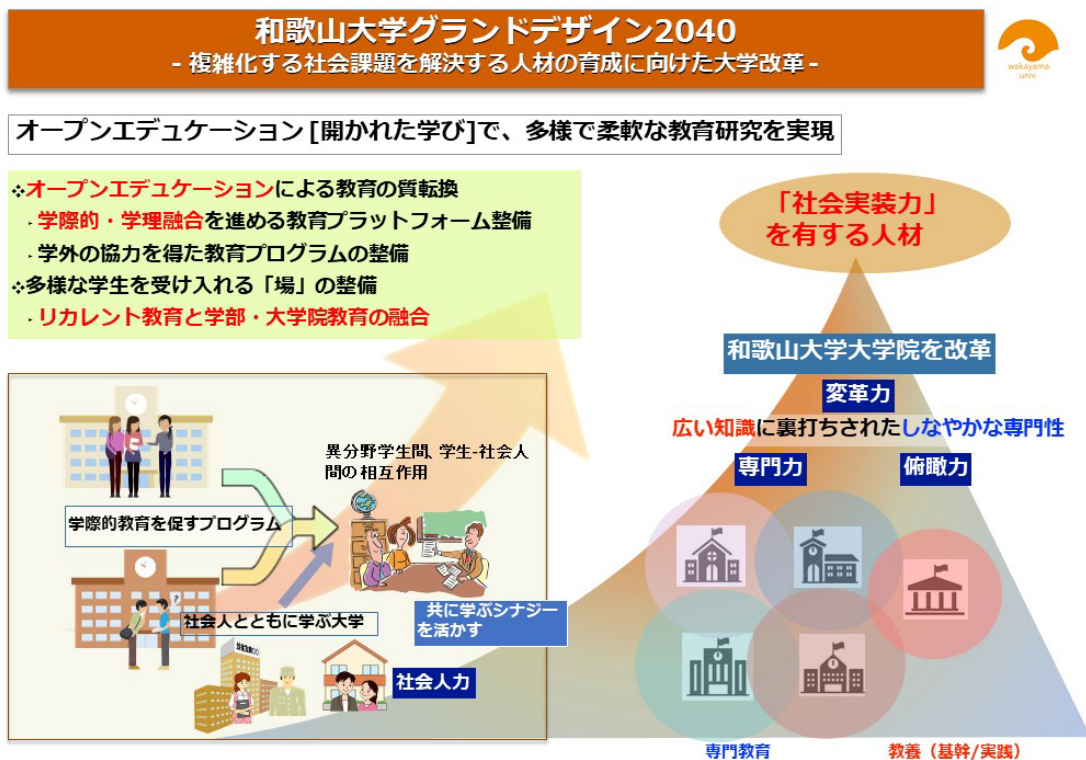 和歌山大学グランドデザイン2040
- 複雑化する社会課題を解決する人材の育成に向けた大学改革 -
wakayama
univ.
オープンエデュケーション [開かれた学び]で、多様で柔軟な教育研究を実現
❖オープンエデュケーションによる教育の質転換
・学際的・学理融合を進める教育プラットフォーム整備
・学外の協力を得た教育プログラムの整備
❖多様な学生を受け入れる「場」の整備
・リカレント教育と学部・大学院教育の融合
「社会実装力」
を有する人材
和歌山大学大学院を改革
変革力
広い知識に裏打ちされたしなやかな専門性
専門力
俯瞰力
異分野学生間、学生-社会人
間の相互作用
学際的教育を促すプログラム
社会人とともに学ぶ大学
共に学ぶシナジー
を活かす
社会人力
専門教育
教養（基幹/実践）